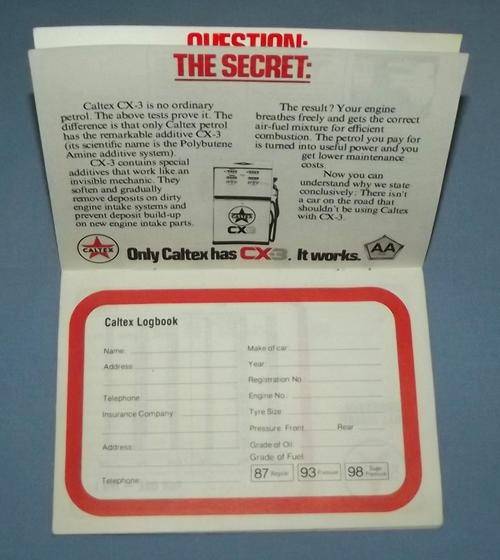 QUESTION:
THE SECRET:
Caltex CX-3 is no ordinary
petrol. The above tests prove it. The
difference is that only Caltex petrol
has the remarkable additive CX-3
(its scientific name is the Polybutene
Amine additive system).
CX-3 contains special
additives that work like an
invisible mechanic. They
soften and gradually
remove deposits on dirty
engine intake systems and
prevent deposit build-up
on new engine intake parts.
The result? Your engine
breathes freely and gets the correct
air-fuel mixture for efficient
combustion. The petrol you pay for
is turned into useful power and you
get lower maintenance
costs.
Now you can
understand why we state
conclusively: There isn't
a car on the road that
shouldn't be using Caltex
with CX-3.
CALTEX
CX-3
CALTEX
Only Caltex has CX-3. It works.
AA
Caltex Logbook
Name:
Address
Telephone
Insurance Company
Address:
Telephone:
Make of car
Year
Registration No.
Engine No.
Tyre Size
Pressure: Front Rear
Grade of Oil:
Grade of Fuel:
87 Regular 93 Premium 98 Super Premium